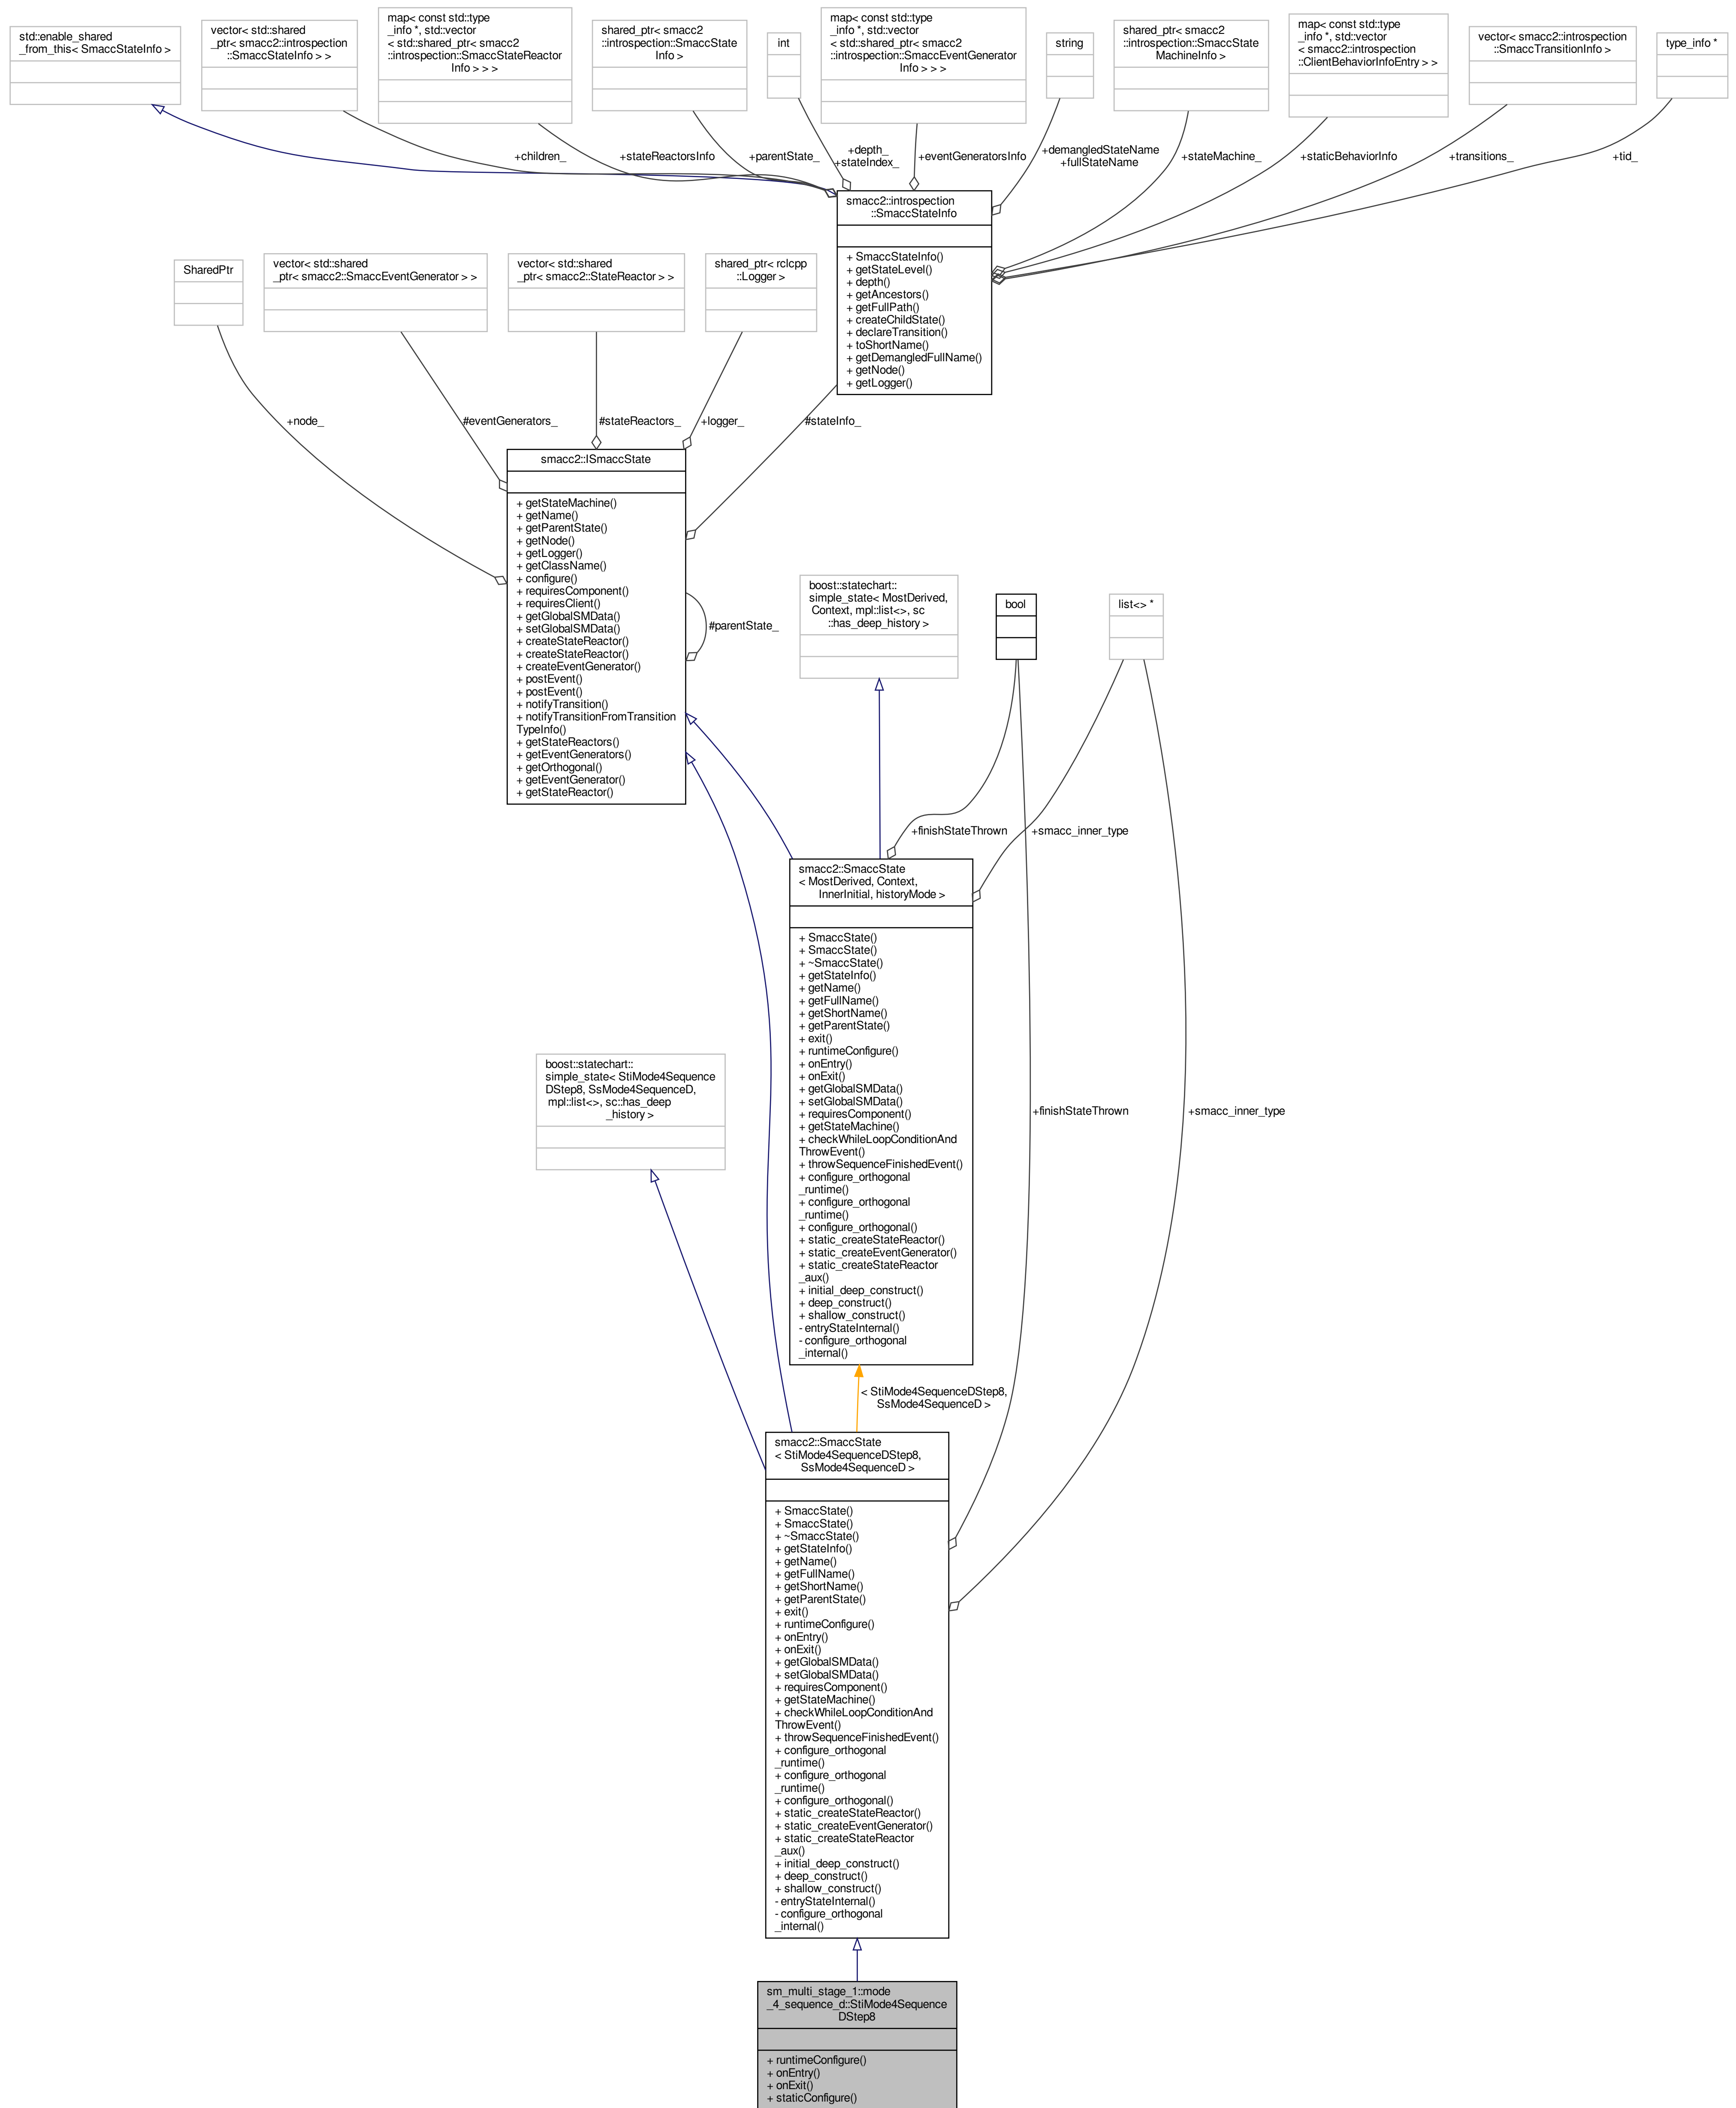 std::enable_shared
_from_this< SmaccStateInfo >
vector< std::shared
_ptr< smacc2::introspection
::SmaccStateInfo > >
map< const std::type
_info *, std::vector
< std::shared_ptr< smacc2
::introspection::SmaccStateReactor
Info > > >
shared_ptr< smacc2
::introspection::SmaccState
Info >
int
map< const std::type
_info *, std::vector
< std::shared_ptr< smacc2
::introspection::SmaccEventGenerator
Info > > >
string
shared_ptr< smacc2
::introspection::SmaccState
MachineInfo >
map< const std::type
_info *, std::vector
< smacc2::introspection
::ClientBehaviorInfoEntry > >
vector< smacc2::introspection
::SmaccTransitionInfo >
type_info *
+children_
+stateReactorsInfo
+parentState_
+depth_
+stateIndex_
+eventGeneratorsInfo
+demangledStateName
+fullStateName
+stateMachine_
+staticBehaviorInfo
+transitions_
+tid_
smacc2::introspection
::SmaccStateInfo
+ SmaccStateInfo()
+ getStateLevel()
+ depth()
+ getAncestors()
+ getFullPath()
+ createChildState()
+ declareTransition()
+ toShortName()
+ getDemangledFullName()
+ getNode()
+ getLogger()
SharedPtr
vector< std::shared
_ptr< smacc2::SmaccEventGenerator > >
vector< std::shared
_ptr< smacc2::StateReactor > >
shared_ptr< rclcpp
::Logger >
+node_
#eventGenerators_
#stateReactors_
+logger_
#stateInfo_
smacc2::ISmaccState
+ getStateMachine()
+ getName()
+ getParentState()
+ getNode()
+ getLogger()
+ getClassName()
+ configure()
+ requiresComponent()
+ requiresClient()
+ getGlobalSMData()
+ setGlobalSMData()
+ createStateReactor()
+ createStateReactor()
+ createEventGenerator()
+ postEvent()
+ postEvent()
+ notifyTransition()
+ notifyTransitionFromTransition
TypeInfo()
+ getStateReactors()
+ getEventGenerators()
+ getOrthogonal()
+ getEventGenerator()
+ getStateReactor()
#parentState_
boost::statechart::
simple_state< MostDerived,
Context, mpl::list<>, sc
::has_deep_history >
bool
list<> *
+finishStateThrown
+smacc_inner_type
smacc2::SmaccState
< MostDerived, Context,
InnerInitial, historyMode >
+ SmaccState()
+ SmaccState()
+ ~SmaccState()
+ getStateInfo()
+ getName()
+ getFullName()
+ getShortName()
+ getParentState()
+ exit()
+ runtimeConfigure()
+ onEntry()
+ onExit()
+ getGlobalSMData()
+ setGlobalSMData()
+ requiresComponent()
+ getStateMachine()
+ checkWhileLoopConditionAnd
ThrowEvent()
+ throwSequenceFinishedEvent()
+ configure_orthogonal
_runtime()
+ configure_orthogonal
_runtime()
+ configure_orthogonal()
+ static_createStateReactor()
+ static_createEventGenerator()
+ static_createStateReactor
_aux()
+ initial_deep_construct()
+ deep_construct()
+ shallow_construct()
- entryStateInternal()
- configure_orthogonal
_internal()
boost::statechart::
simple_state< StiMode4Sequence
DStep8, SsMode4SequenceD,
mpl::list<>, sc::has_deep
_history >
+finishStateThrown
+smacc_inner_type
< StiMode4SequenceDStep8,
SsMode4SequenceD >
smacc2::SmaccState
< StiMode4SequenceDStep8,
SsMode4SequenceD >
+ SmaccState()
+ SmaccState()
+ ~SmaccState()
+ getStateInfo()
+ getName()
+ getFullName()
+ getShortName()
+ getParentState()
+ exit()
+ runtimeConfigure()
+ onEntry()
+ onExit()
+ getGlobalSMData()
+ setGlobalSMData()
+ requiresComponent()
+ getStateMachine()
+ checkWhileLoopConditionAnd
ThrowEvent()
+ throwSequenceFinishedEvent()
+ configure_orthogonal
_runtime()
+ configure_orthogonal
_runtime()
+ configure_orthogonal()
+ static_createStateReactor()
+ static_createEventGenerator()
+ static_createStateReactor
_aux()
+ initial_deep_construct()
+ deep_construct()
+ shallow_construct()
- entryStateInternal()
- configure_orthogonal
_internal()
sm_multi_stage_1::mode
_4_sequence_d::StiMode4Sequence
DStep8
+ runtimeConfigure()
+ onEntry()
+ onExit()
+ staticConfigure()